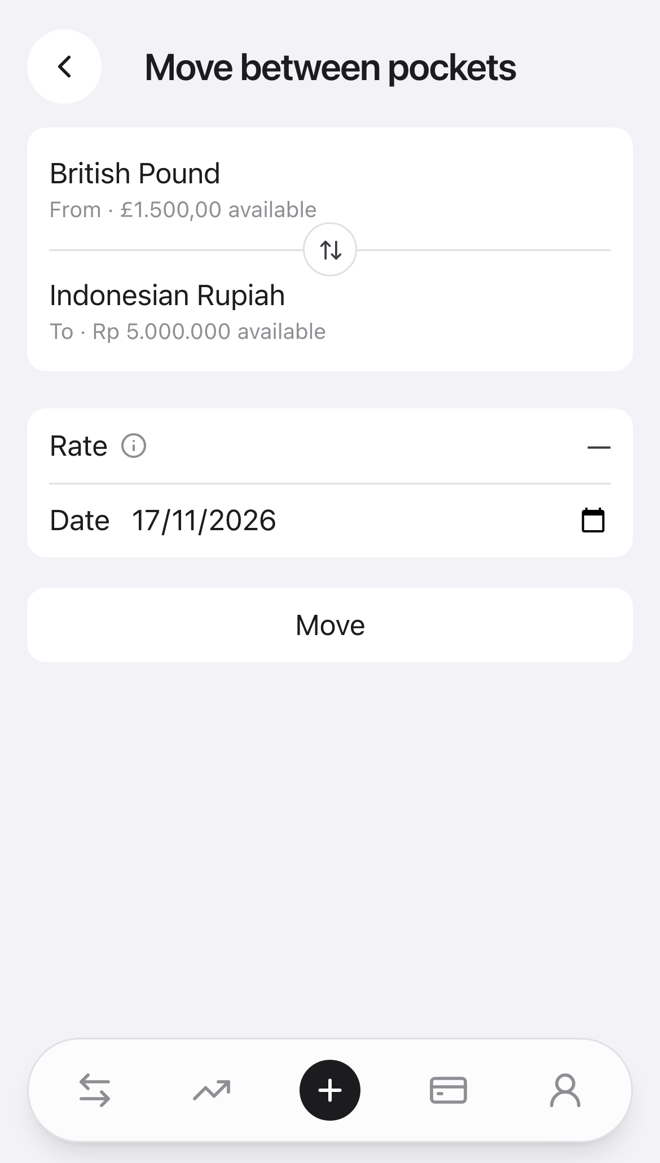 Move between pockets
British Pound
From · £1.500,00 available
Indonesian Rupiah
To · Rp 5.000.000 available
Rate —
Date 17/11/2026
Move